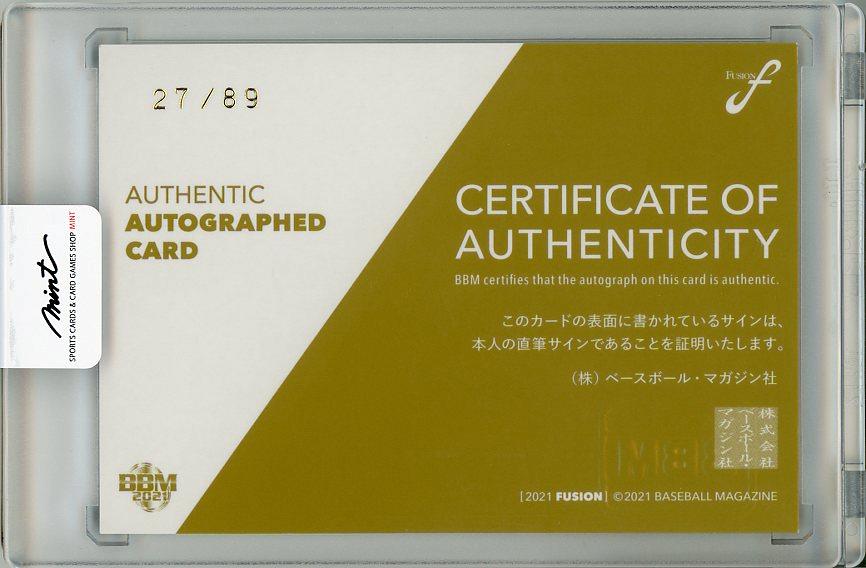 27/89
FUSION
f
AUTHENTIC
AUTOGRAPHED
CARD
CERTIFICATE OF
AUTHENTICITY
BBM certifies that the autograph on this card is authentic.
このカードの表面に書かれているサインは、
本人の直筆サインであることを証明いたします。
(株) ベースボール・マガジン社
株式会社
ベースボール・
マガジン社
BBM
2021
[2021 FUSION] ©2021 BASEBALL MAGAZINE
mint
SPORTS CARDS & CARD GAMES SHOP MINT